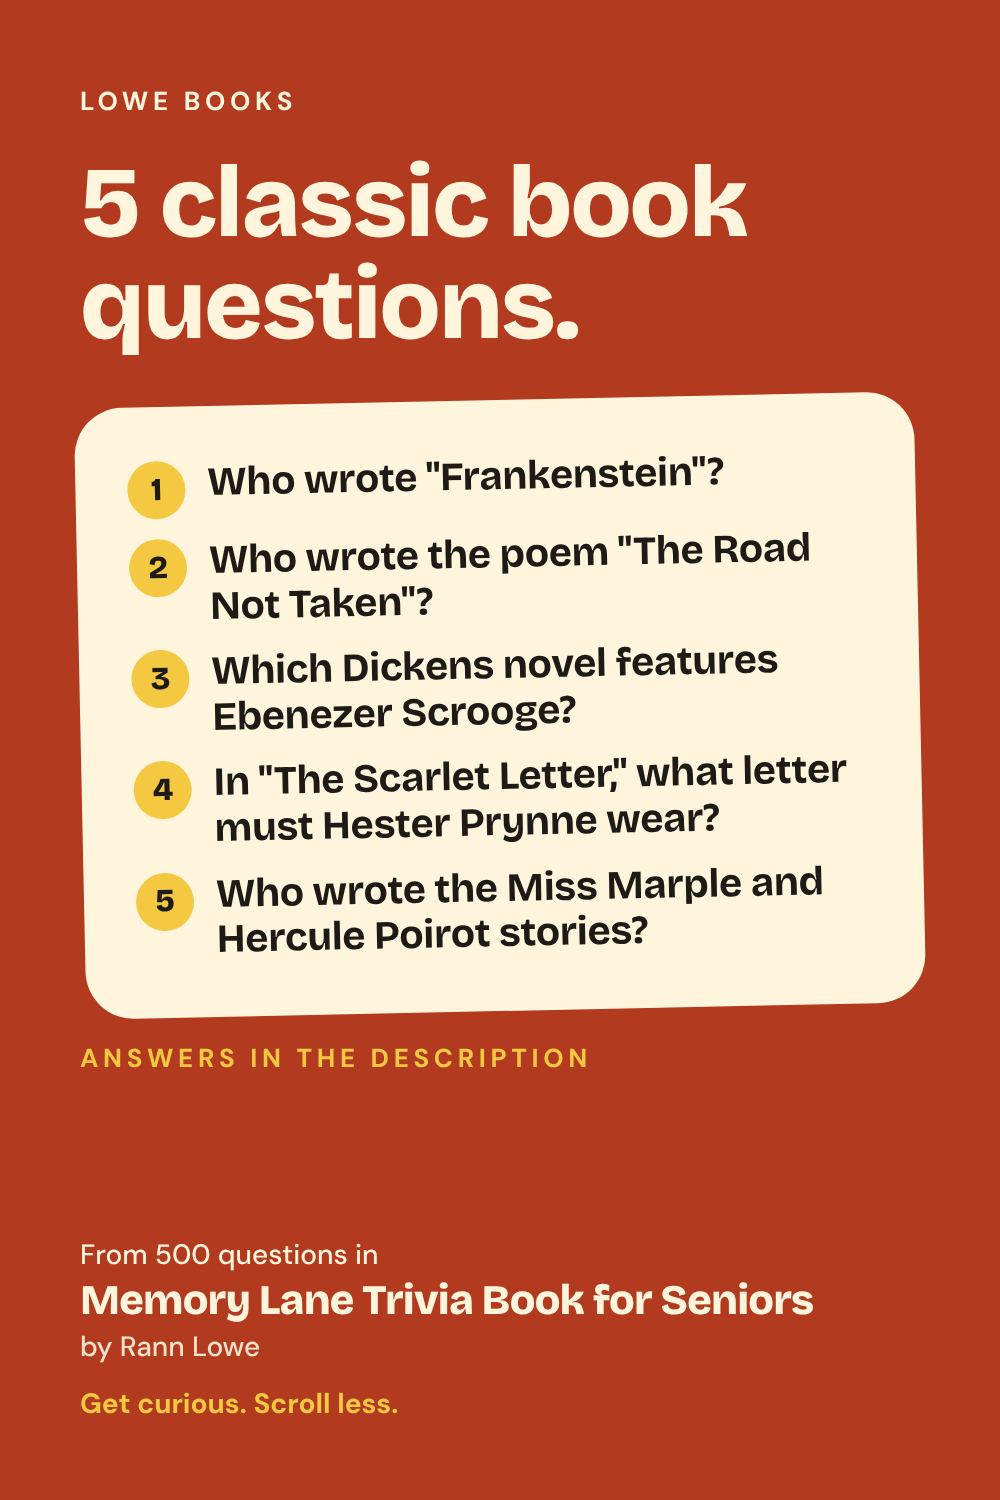 LOWE BOOKS
5 classic book
questions.
1 Who wrote "Frankenstein"?
2 Who wrote the poem "The Road
Not Taken"?
3 Which Dickens novel features
Ebenezer Scrooge?
4 In "The Scarlet Letter," what letter
must Hester Prynne wear?
5 Who wrote the Miss Marple and
Hercule Poirot stories?
ANSWERS IN THE DESCRIPTION
From 500 questions in
Memory Lane Trivia Book for Seniors
by Rann Lowe
Get curious. Scroll less.